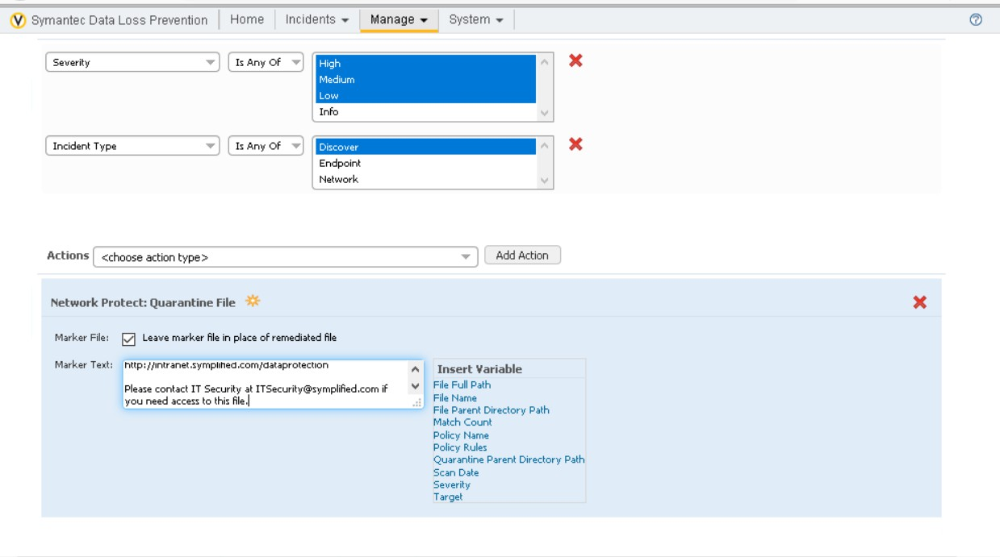 Symantec Data Loss Prevention Home Incidents Manage System
Severity Is Any Of High
Medium
Low
Info
Incident Type Is Any Of Discover
Endpoint
Network
Actions <choose action type> Add Action
Network Protect: Quarantine File
Marker File: Leave marker file in place of remediated file
Marker Text: http://intranet.symplified.com/dataprotection
Please contact IT Security at ITSecurity@symplified.com if
you need access to this file.
Insert Variable
File Full Path
File Name
File Parent Directory Path
Match Count
Policy Name
Policy Rules
Quarantine Parent Directory Path
Scan Date
Severity
Target